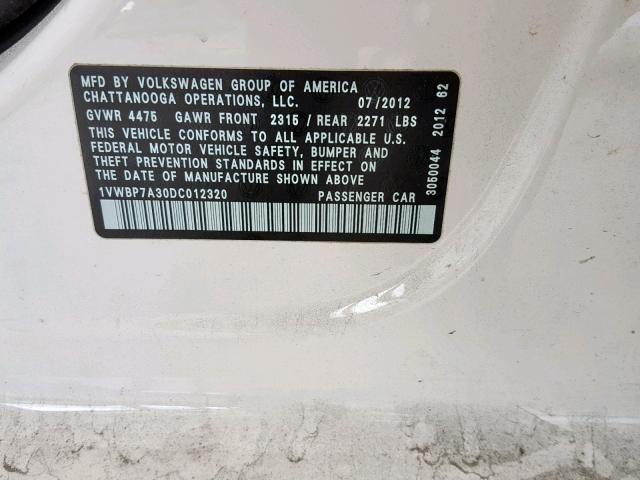 MFD BY VOLKSWAGEN GROUP OF AMERICA
CHATTANOOGA OPERATIONS, LLC. 07/2012
GVWR 4475 GAWR FRONT 2315/ REAR 2271 LBS
THIS VEHICLE CONFORMS TO ALL APPLICABLE U.S.
FEDERAL MOTOR VEHICLE SAFETY, BUMPER AND
THEFT PREVENTION STANDARDS IN EFFECT ON
THE DATE OF MANUFACTURE SHOWN ABOVE.
1VWBP7A30DC012320 PASSENGER CAR
3050044 2012 62